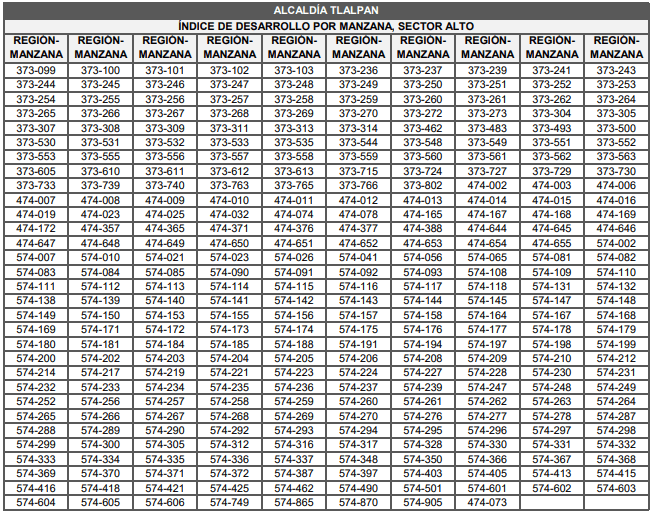 ALCALDÍA TLALPAN
ÍNDICE DE DESARROLLO POR MANZANA, SECTOR ALTO
REGIÓN- REGIÓN- REGIÓN- REGIÓN- REGIÓN- REGIÓN- REGIÓN- REGIÓN- REGIÓN- REGIÓN-
MANZANA MANZANA MANZANA MANZANA MANZANA MANZANA MANZANA MANZANA MANZANA MANZANA
373-099 373-100 373-101 373-102 373-103 373-236 373-237 373-239 373-241 373-243
373-244 373-245 373-246 373-247 373-248 373-249 373-250 373-251 373-252 373-253
373-254 373-255 373-256 373-257 373-258 373-259 373-260 373-261 373-262 373-264
373-265 373-266 373-267 373-268 373-269 373-270 373-272 373-273 373-304 373-305
373-307 373-308 373-309 373-311 373-313 373-314 373-462 373-483 373-493 373-500
373-530 373-531 373-532 373-533 373-535 373-544 373-548 373-549 373-551 373-552
373-553 373-555 373-556 373-557 373-558 373-559 373-560 373-561 373-562 373-563
373-605 373-610 373-611 373-612 373-613 373-715 373-724 373-727 373-729 373-730
373-733 373-739 373-740 373-763 373-765 373-766 373-802 474-002 474-003 474-006
474-007 474-008 474-009 474-010 474-011 474-012 474-013 474-014 474-015 474-016
474-019 474-023 474-025 474-032 474-074 474-078 474-165 474-167 474-168 474-169
474-172 474-357 474-365 474-371 474-376 474-377 474-388 474-644 474-645 474-646
474-647 474-648 474-649 474-650 474-651 474-652 474-653 474-654 474-655 574-002
574-007 574-010 574-021 574-023 574-026 574-041 574-056 574-065 574-081 574-082
574-083 574-084 574-085 574-090 574-091 574-092 574-093 574-108 574-109 574-110
574-111 574-112 574-113 574-114 574-115 574-116 574-117 574-118 574-131 574-132
574-138 574-139 574-140 574-141 574-142 574-143 574-144 574-145 574-147 574-148
574-149 574-150 574-153 574-155 574-156 574-157 574-158 574-164 574-167 574-168
574-169 574-171 574-172 574-173 574-174 574-175 574-176 574-177 574-178 574-179
574-180 574-181 574-184 574-185 574-188 574-191 574-194 574-197 574-198 574-199
574-200 574-202 574-203 574-204 574-205 574-206 574-208 574-209 574-210 574-212
574-214 574-217 574-219 574-221 574-223 574-224 574-227 574-228 574-230 574-231
574-232 574-233 574-234 574-235 574-236 574-237 574-239 574-247 574-248 574-249
574-252 574-256 574-257 574-258 574-259 574-260 574-261 574-262 574-263 574-264
574-265 574-266 574-267 574-268 574-269 574-270 574-276 574-277 574-278 574-287
574-288 574-289 574-290 574-292 574-293 574-294 574-295 574-296 574-297 574-298
574-299 574-300 574-305 574-312 574-316 574-317 574-328 574-330 574-331 574-332
574-333 574-334 574-335 574-336 574-337 574-348 574-350 574-366 574-367 574-368
574-369 574-370 574-371 574-372 574-387 574-397 574-403 574-405 574-413 574-415
574-416 574-418 574-421 574-425 574-462 574-490 574-501 574-601 574-602 574-603
574-604 574-605 574-606 574-749 574-865 574-870 574-905 474-073